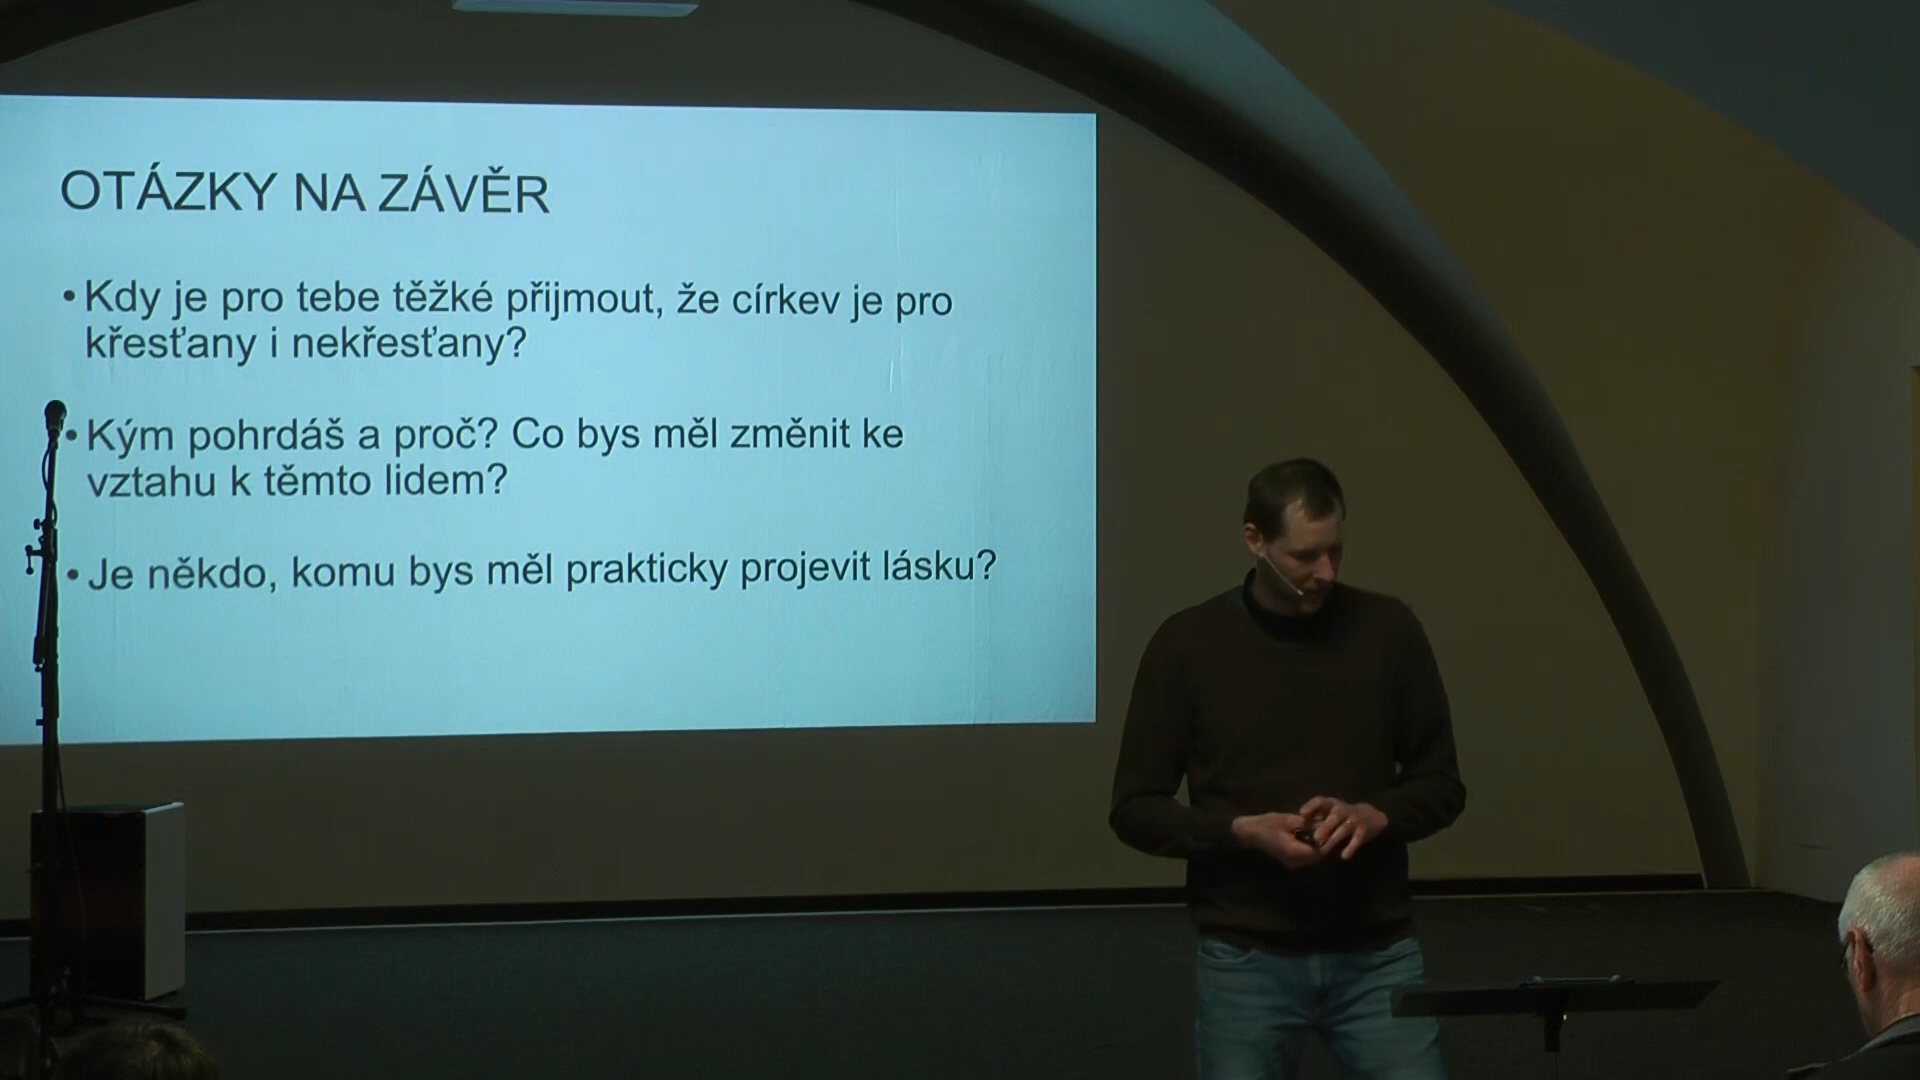 OTÁZKY NA ZÁVĚR
• Kdy je pro tebe těžké přijmout, že církev je pro
křesťany i nekřesťany?
• Kým pohrdáš a proč? Co bys měl změnit ke
vztahu k těmto lidem?
• Je někdo, komu bys měl prakticky projevit lásku?